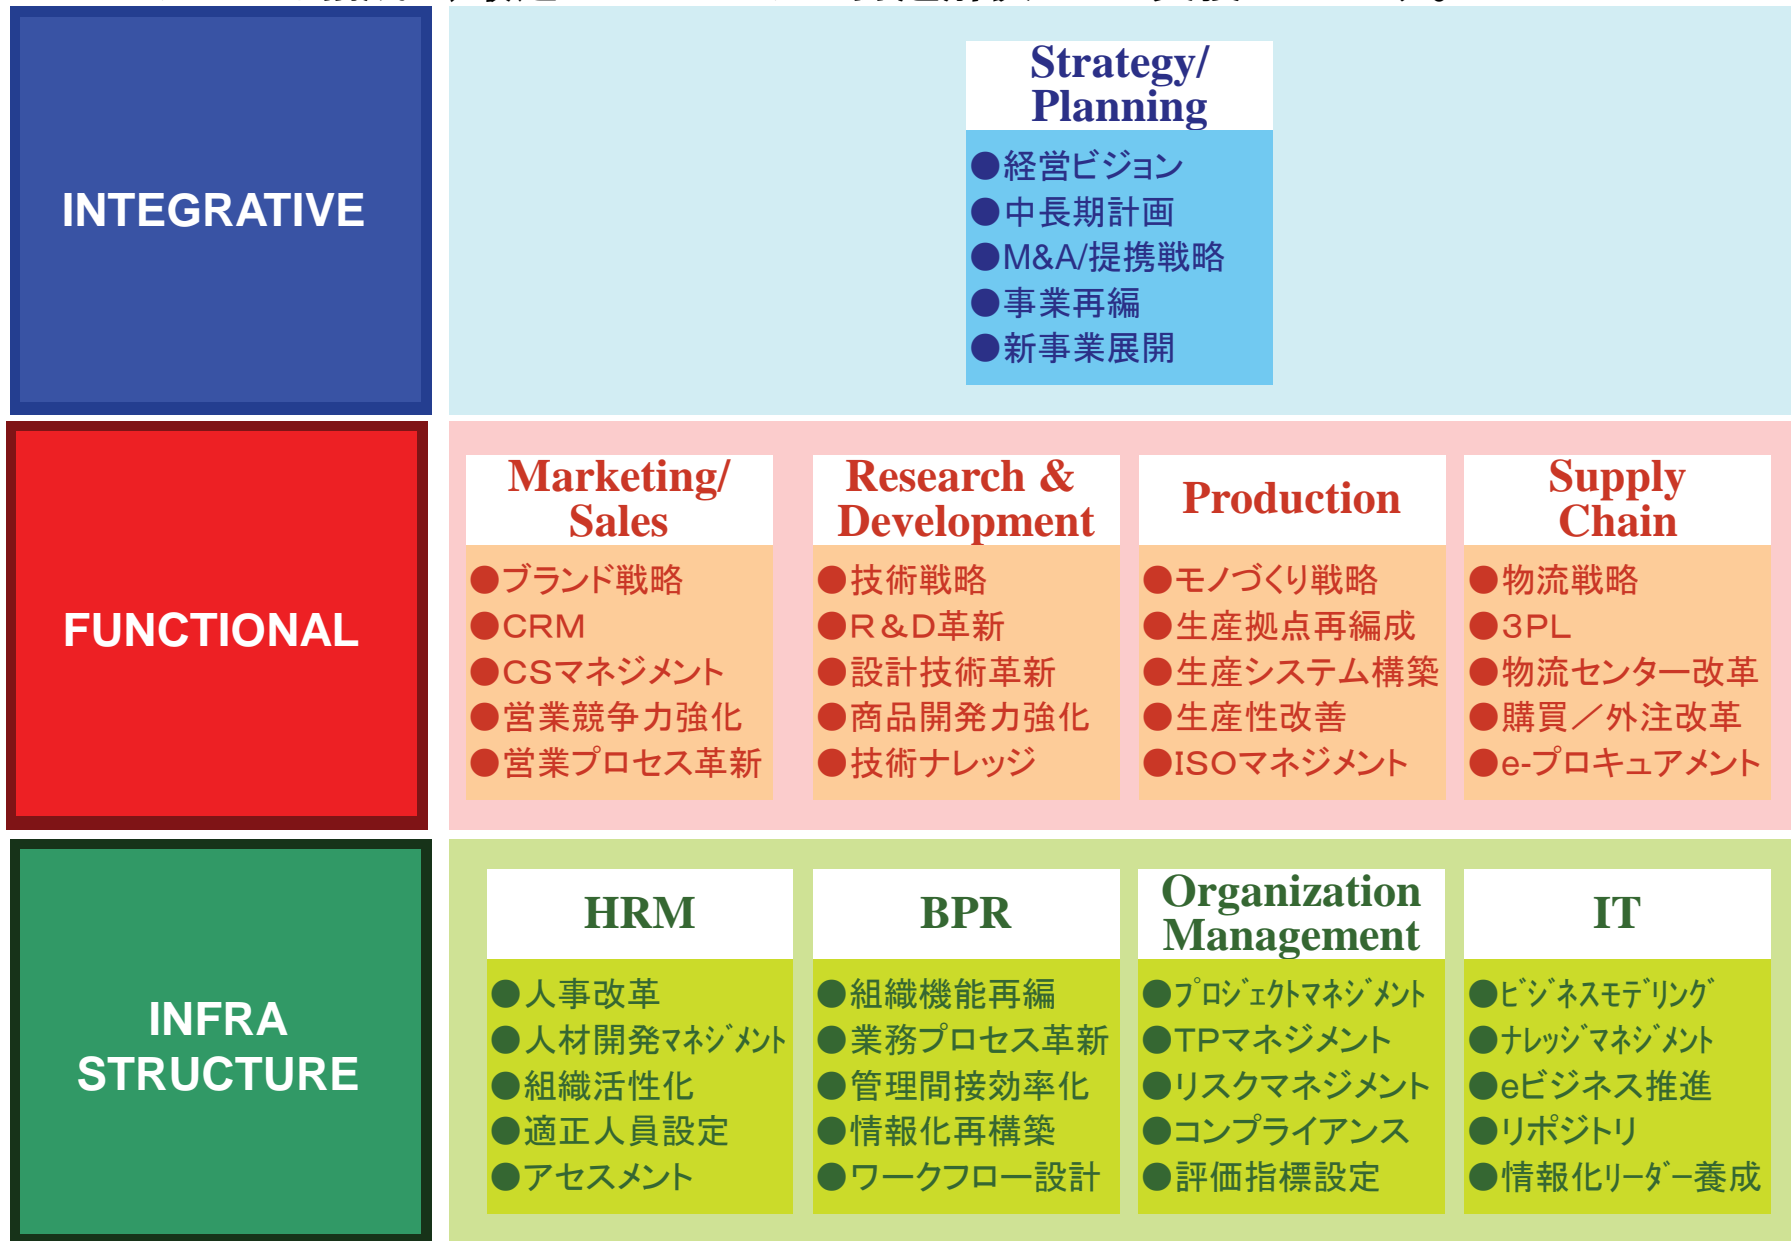 INTEGRATIVE
Strategy/
Planning
●経営ビジョン
●中長期計画
●M&A/提携戦略
●事業再編
●新事業展開
FUNCTIONAL
Marketing/
Sales
●ブランド戦略
●CRM
●CSマネジメント
●営業競争力強化
●営業プロセス革新
Research &
Development
●技術戦略
●R&D革新
●設計技術革新
●商品開発力強化
●技術ナレッジ
Production
●モノづくり戦略
●生産拠点再編成
●生産システム構築
●生産性改善
●ISOマネジメント
Supply
Chain
●物流戦略
●3PL
●物流センター改革
●購買／外注改革
●e-プロキュアメント
INFRA
STRUCTURE
HRM
●人事改革
●人材開発ﾏﾈｼﾞﾒﾝﾄ
●組織活性化
●適正人員設定
●アセスメント
BPR
●組織機能再編
●業務プロセス革新
●管理間接効率化
●情報化再構築
●ワークフロー設計
Organization
Management
●ﾌﾟﾛｼﾞｪｸﾄﾏﾈｼﾞﾒﾝﾄ
●TPマネジメント
●リスクマネジメント
●コンプライアンス
●評価指標設定
IT
●ﾋﾞｼﾞﾈｽﾓﾃﾞﾘﾝｸﾞ
●ﾅﾚｯｼﾞﾏﾈｼﾞﾒﾝﾄ
●eビジネス推進
●リポジトリ
●情報化ﾘｰﾀﾞｰ養成